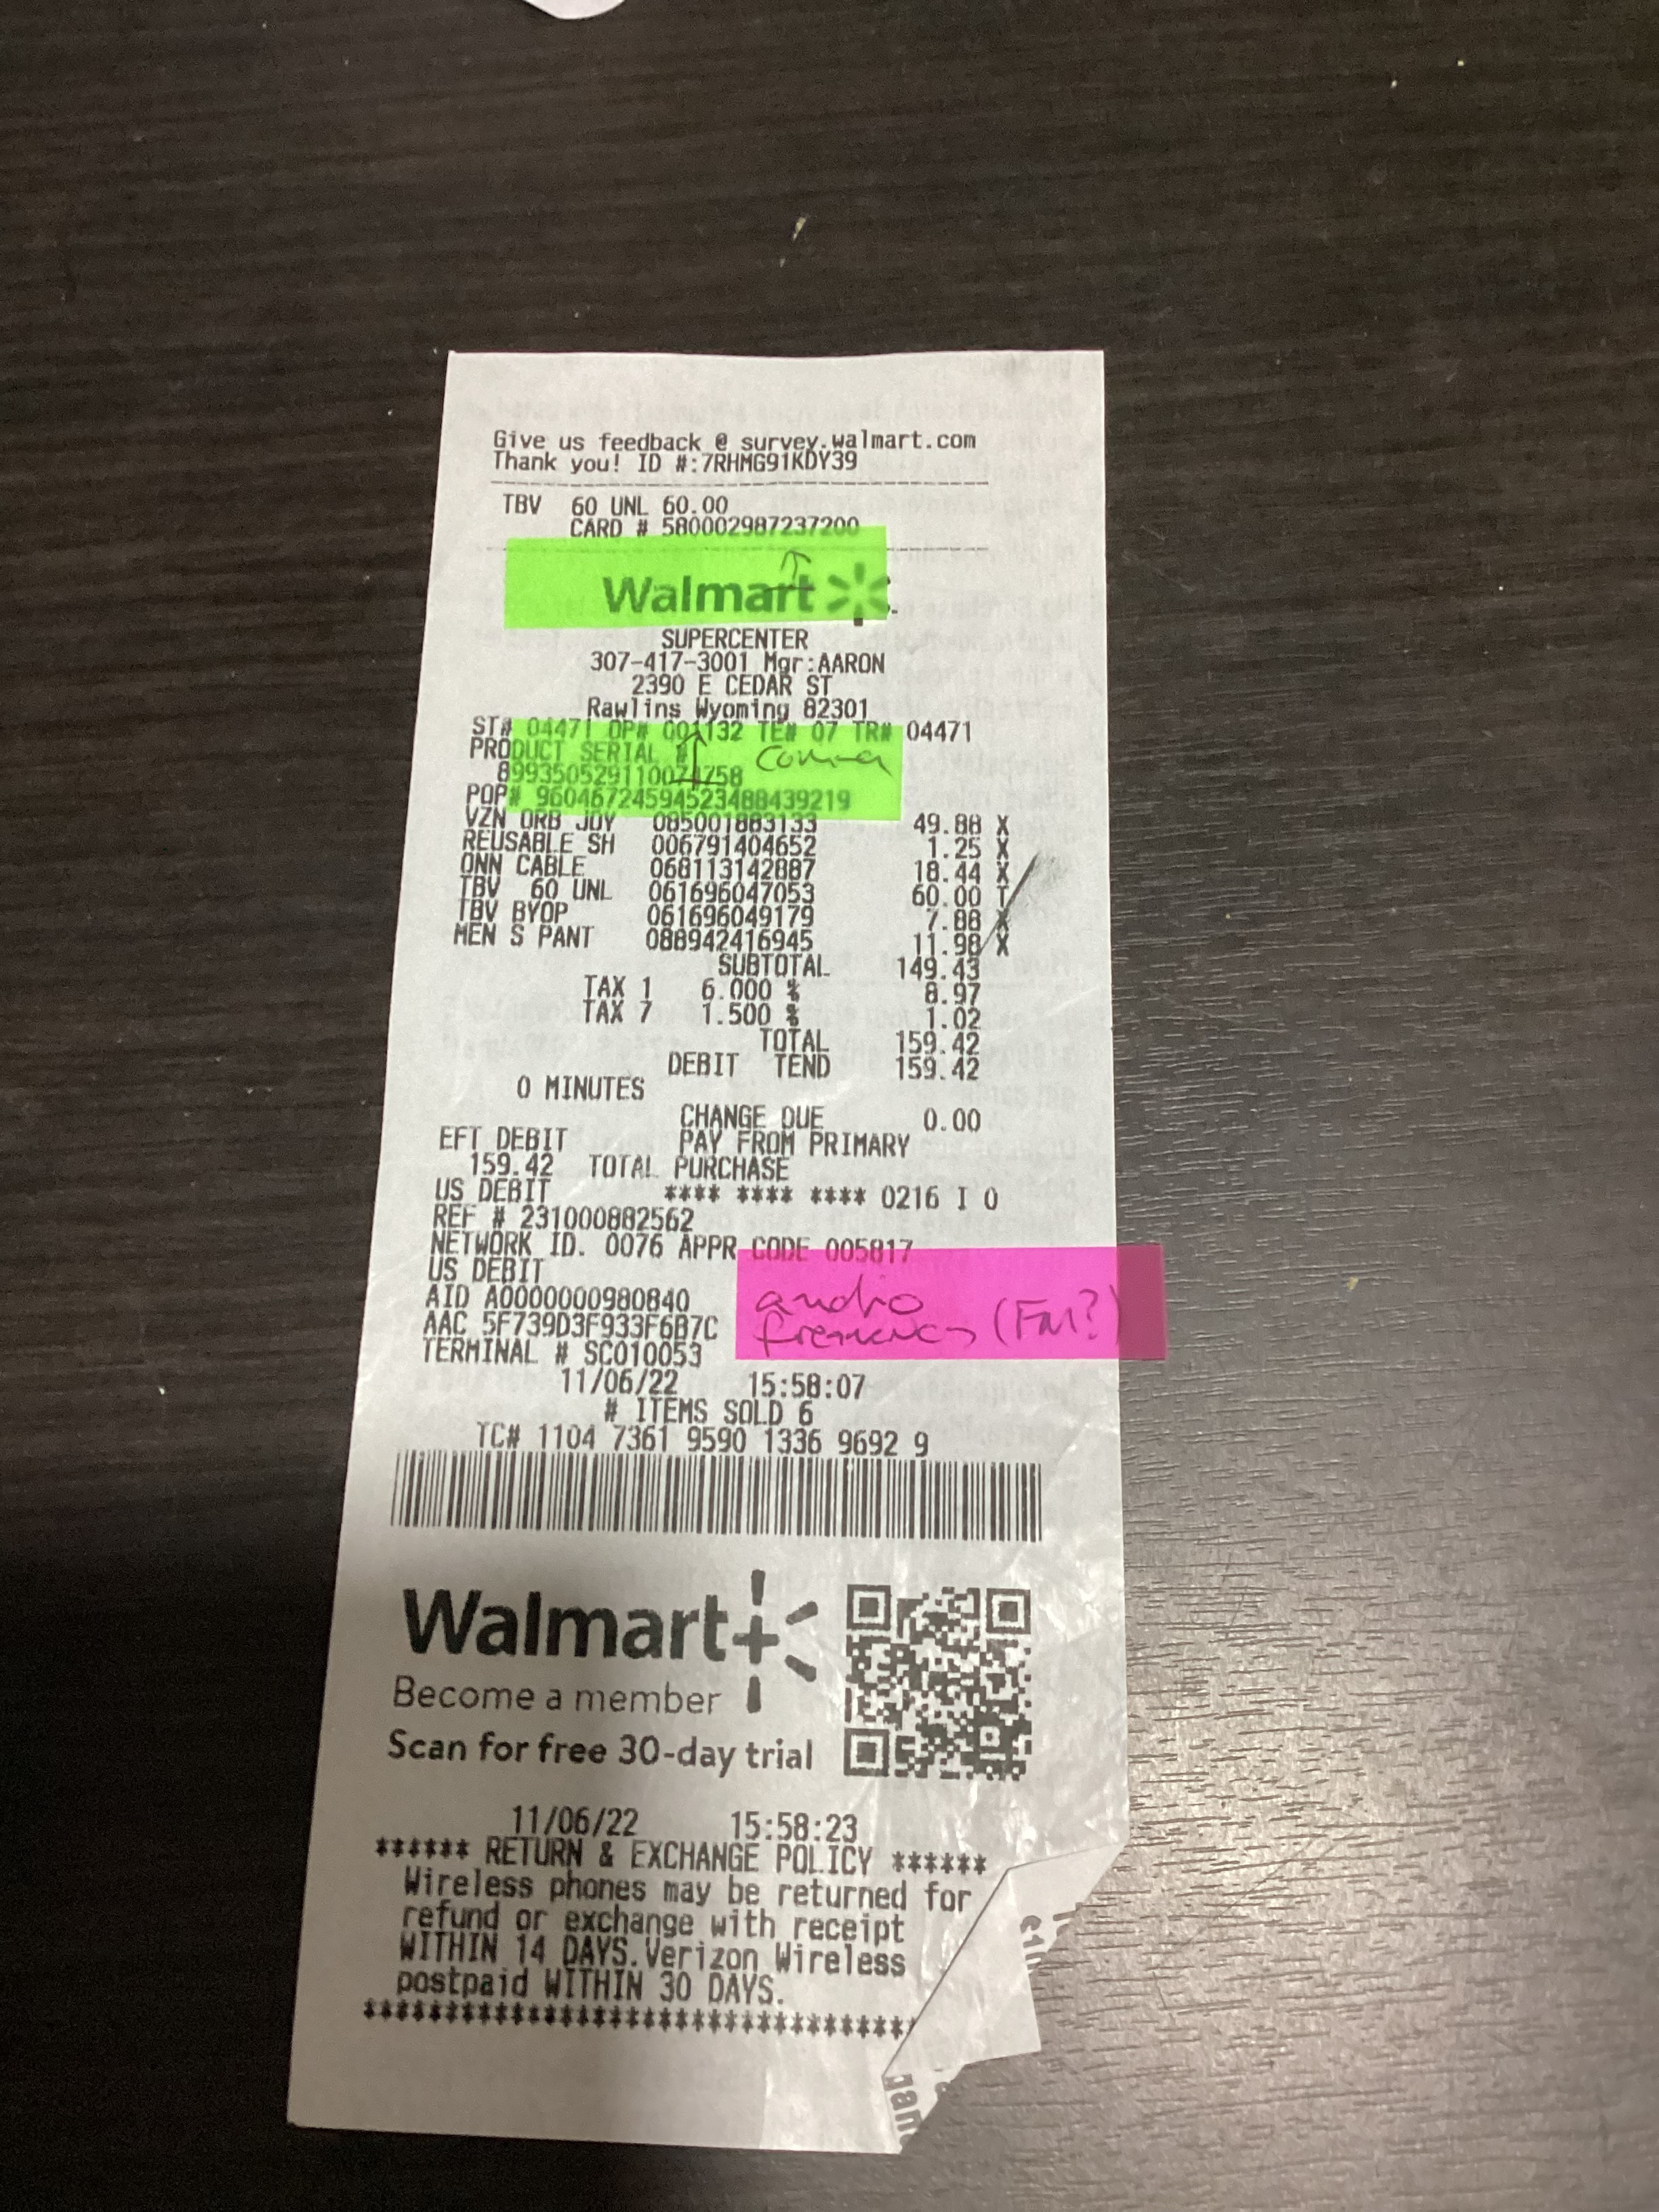 Give us feedback @ survey.walmart.com
Thank you! ID #:7RHMG91KDY39
TBV 60 UNL 60.00
CARD # 580002987237200
Walmart
SUPERCENTER
307-417-3001 Mgr:AARON
2390 E CEDAR ST
Rawlins Wyoming 82301
ST# 04471 OP# 001132 TE# 07 TR# 04471
PRODUCT SERIAL #
comma
899350529110074758
POP# 96046724594523488439219
VZN ORB JOY 085001883133 49.88 X
REUSABLE SH 006791404652 1.25 X
ONN CABLE 068113142887 18.44 X
TBV 60 UNL 061696047053 60.00 T
TBV BYOP 061696049179 7.88 X
MEN S PANT 088942416945 11.98 X
SUBTOTAL 149.43
TAX 1 6.000 % 8.97
TAX 7 1.500 % 1.02
TOTAL 159.42
DEBIT TEND 159.42
0 MINUTES
CHANGE DUE 0.00
EFT DEBIT PAY FROM PRIMARY
159.42 TOTAL PURCHASE
US DEBIT **** **** **** 0216 I 0
REF # 231000882562
NETWORK ID. 0076 APPR CODE 005817
US DEBIT
AID A0000000980840
AAC 5F739D3F933F6B7C
TERMINAL # SC010053
audio
frequency
11/06/22 15:58:07
# ITEMS SOLD 6
TC# 1104 7361 9590 1336 9692 9
Walmart+
Become a member
Scan for free 30-day trial
11/06/22 15:58:23
****** RETURN & EXCHANGE POLICY ******
Wireless phones may be returned for
refund or exchange with receipt
WITHIN 14 DAYS.Verizon Wireless
postpaid WITHIN 30 DAYS.